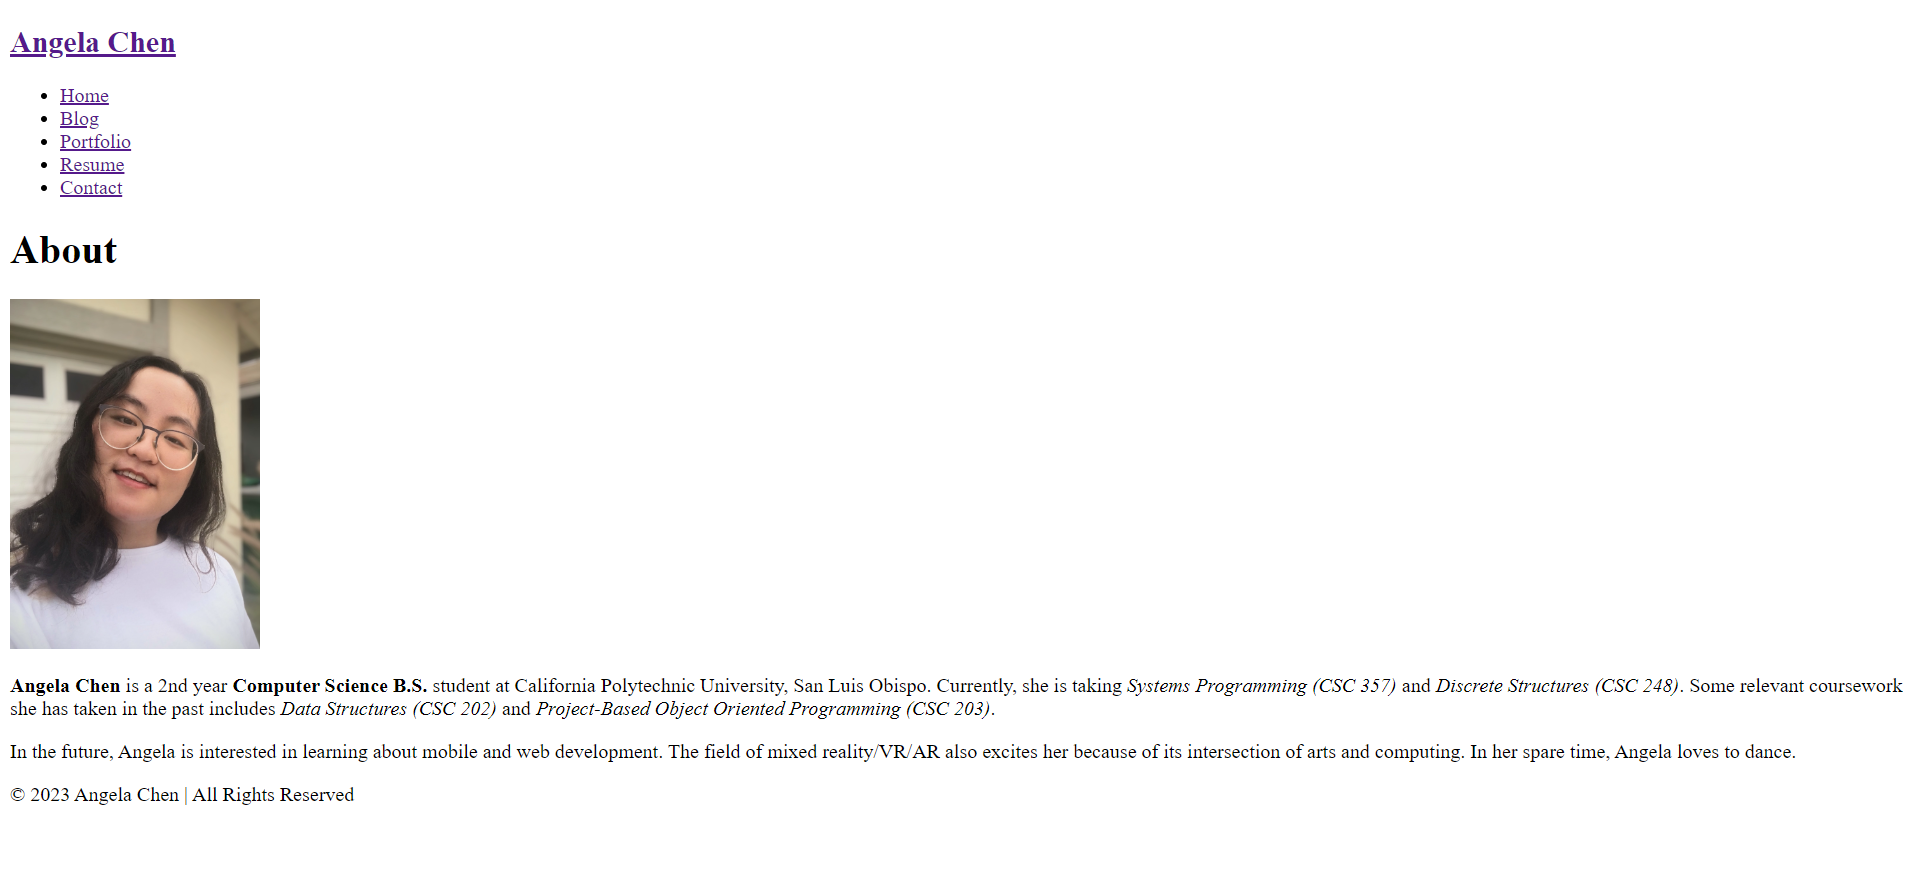 Angela Chen
Home
Blog
Portfolio
Resume
Contact
About
Angela Chen is a 2nd year Computer Science B.S. student at California Polytechnic University, San Luis Obispo. Currently, she is taking Systems Programming (CSC 357) and Discrete Structures (CSC 248). Some relevant coursework
she has taken in the past includes Data Structures (CSC 202) and Project-Based Object Oriented Programming (CSC 203).
In the future, Angela is interested in learning about mobile and web development. The field of mixed reality/VR/AR also excites her because of its intersection of arts and computing. In her spare time, Angela loves to dance.
© 2023 Angela Chen | All Rights Reserved